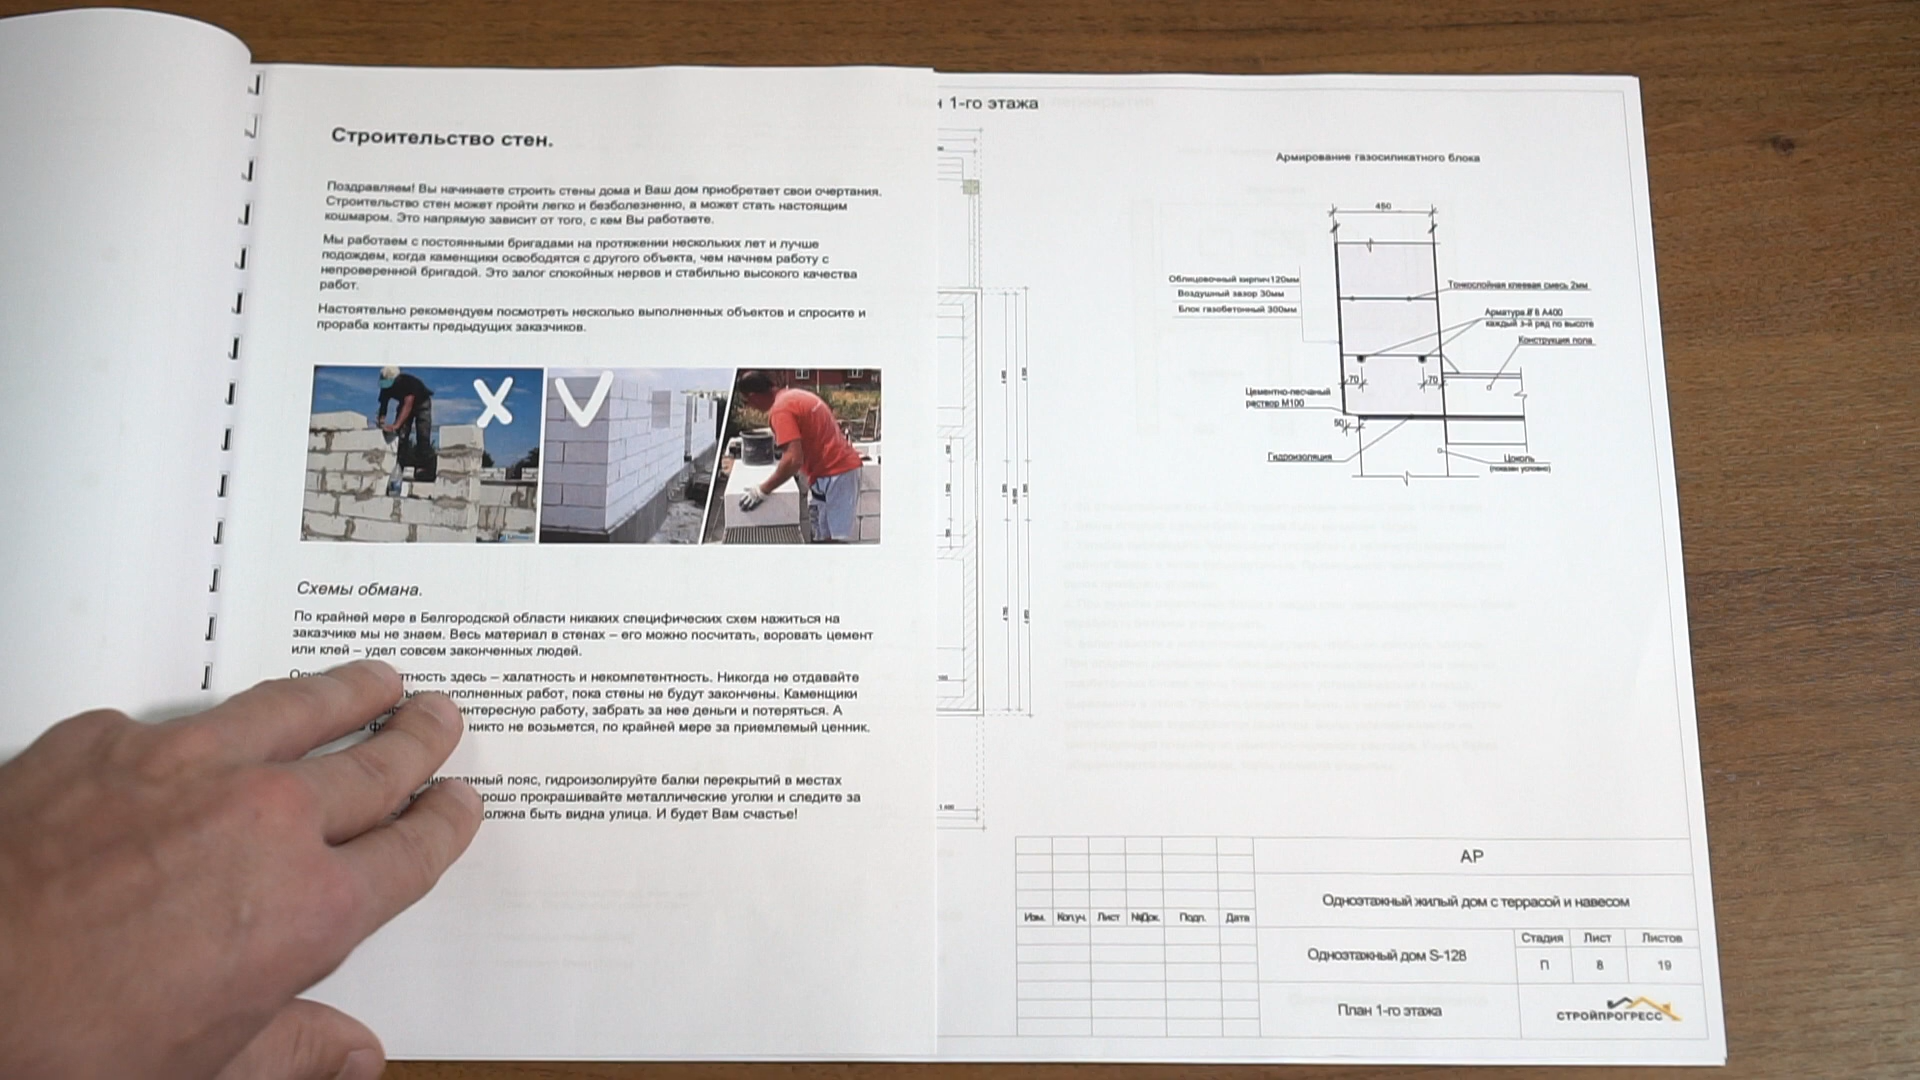 Строительство стен.
Поздравляем! Вы начинаете строить стены дома и Ваш дом приобретает свои очертания.
Строительство стен может пройти легко и безболезненно, а может стать настоящим
кошмаром. Это напрямую зависит от того, с кем Вы работаете.
Мы работаем с постоянными бригадами на протяжении нескольких лет и лучше
подождем, когда каменщики освободятся с другого объекта, чем начнем работу с
непроверенной бригадой. Это залог спокойных нервов и стабильно высокого качества
работ.
Настоятельно рекомендуем посмотреть несколько выполненных объектов и спросите и
прораба контакты предыдущих заказчиков.
Схемы обмана.
По крайней мере в Белгородской области никаких специфических схем нажиться на
заказчике мы не знаем. Весь материал в стенах – его можно посчитать, воровать цемент
или клей – удел совсем законченных людей.
здесь – халатность и некомпетентность. Никогда не отдавайте
выполненных работ, пока стены не будут закончены. Каменщики
интересную работу, забрать за нее деньги и потеряться. А
никто не возьмется, по крайней мере за приемлемый ценник.
пояс, гидроизолируйте балки перекрытий в местах
прокрашивайте металлические уголки и следите за
должна быть видна улица. И будет Вам счастье!
1-го этажа
Армирование газосиликатного блока
450
Облицовочный кирпич 120мм
Воздушный зазор 30мм
Блок газобетонный 300мм
Тонкослойная клеевая смесь 2мм
Арматура Ø 6 А400
каждый 3-й ряд по высоте
Конструкция пола
70
70
Цементно-песчаный
раствор М100
50
Гидроизоляция
Цоколь
(показан условно)
АР
Одноэтажный жилый дом с террасой и навесом
Изм.
Кол.уч.
Лист
№Док.
Подп.
Дата
Одноэтажный дом S-128
Стадия
Лист
Листов
П
8
19
План 1-го этажа
СТРОЙПРОГРЕСС